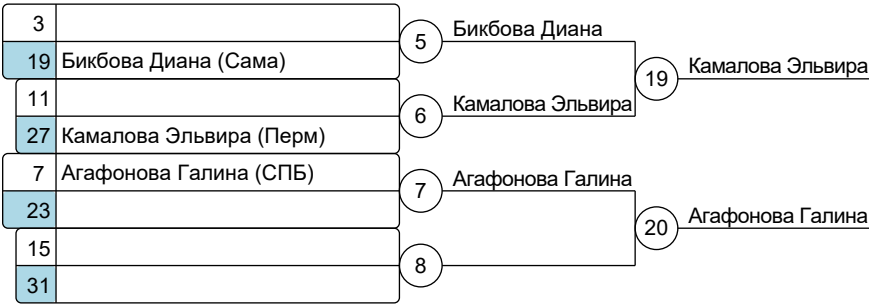 3
19 Бикбова Диана (Сама)
11
27 Камалова Эльвира (Перм)
7 Агафонова Галина (СПБ)
23
15
31
5 Бикбова Диана
6 Камалова Эльвира
7 Агафонова Галина
8
19 Камалова Эльвира
20 Агафонова Галина